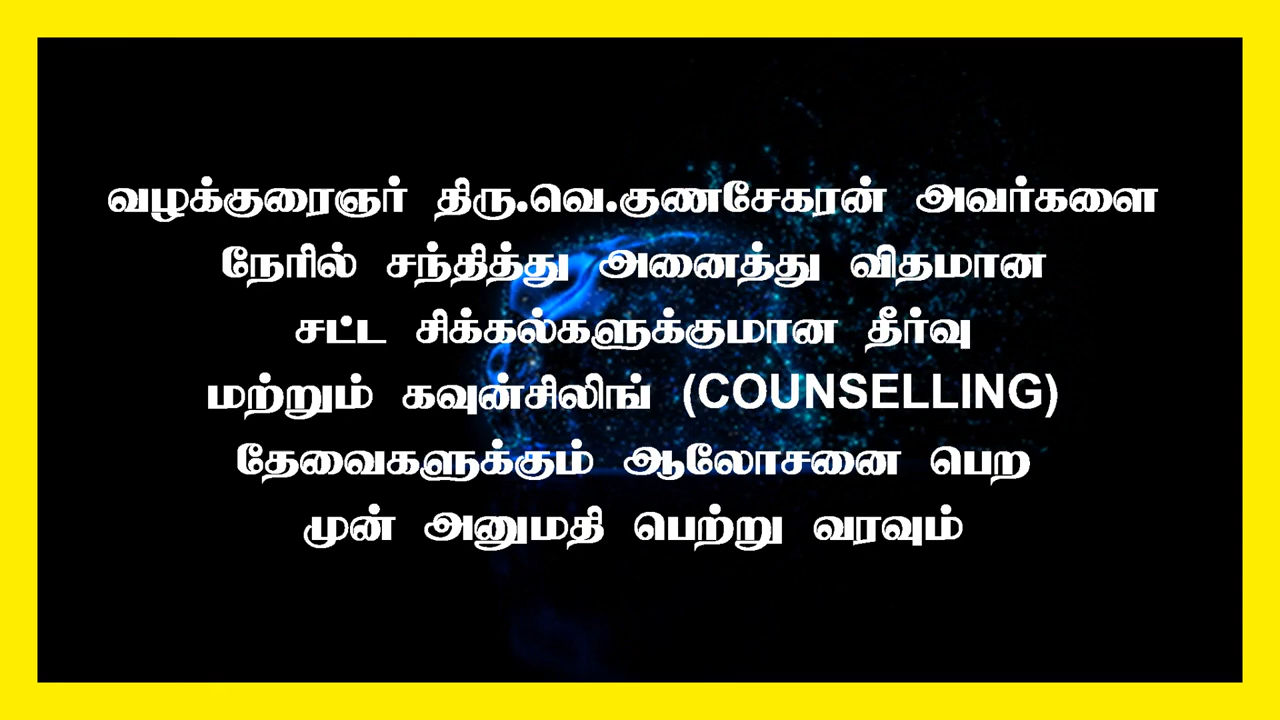 வழக்குரைஞர் திரு.வெ.குணசேகரன் அவர்களை
நேரில் சந்தித்து அனைத்து விதமான
சட்ட சிக்கல்களுக்குமான தீர்வு
மற்றும் கவுன்சிலிங் (COUNSELLING)
தேவைகளுக்கும் ஆலோசனை பெற
முன் அனுமதி பெற்று வரவும்